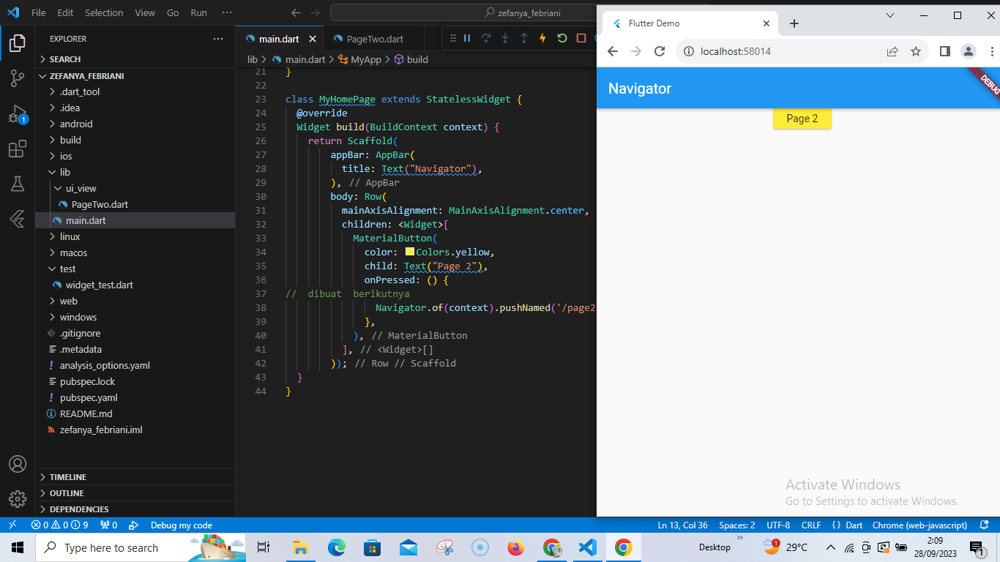 File Edit Selection View Go Run ··· zefanya_febriani
EXPLORER ···
SEARCH
ZEFANYA_FEBRIANI
.dart_tool
.idea
android
build
ios
lib
ui_view
PageTwo.dart
main.dart
linux
macos
test
widget_test.dart
web
windows
.gitignore
.metadata
analysis_options.yaml
pubspec.lock
pubspec.yaml
README.md
zefanya_febriani.iml
TIMELINE
OUTLINE
DEPENDENCIES
1
main.dart PageTwo.dart
lib > main.dart > MyApp > build
21 }
22
23 class MyHomePage extends StatelessWidget {
24 @override
25 Widget build(BuildContext context) {
26 return Scaffold(
27 appBar: AppBar(
28 title: Text("Navigator"),
29 ), // AppBar
30 body: Row(
31 mainAxisAlignment: MainAxisAlignment.center,
32 children: <Widget>[
33 MaterialButton(
34 color: Colors.yellow,
35 child: Text("Page 2"),
36 onPressed: () {
37 // dibuat berikutnya
38 Navigator.of(context).pushNamed('/page2
39 },
40 ), // MaterialButton
41 ], // <Widget>[]
42 )); // Row // Scaffold
43 }
44 }
Flutter Demo
localhost:58014
Navigator
DEBUG
Page 2
Activate Windows
Go to Settings to activate Windows.
0 0 9 0 Debug my code Ln 13, Col 36 Spaces: 2 UTF-8 CRLF {} Dart Chrome (web-javascript)
Type here to search Desktop 1 29°C 2:09
28/09/2023 1